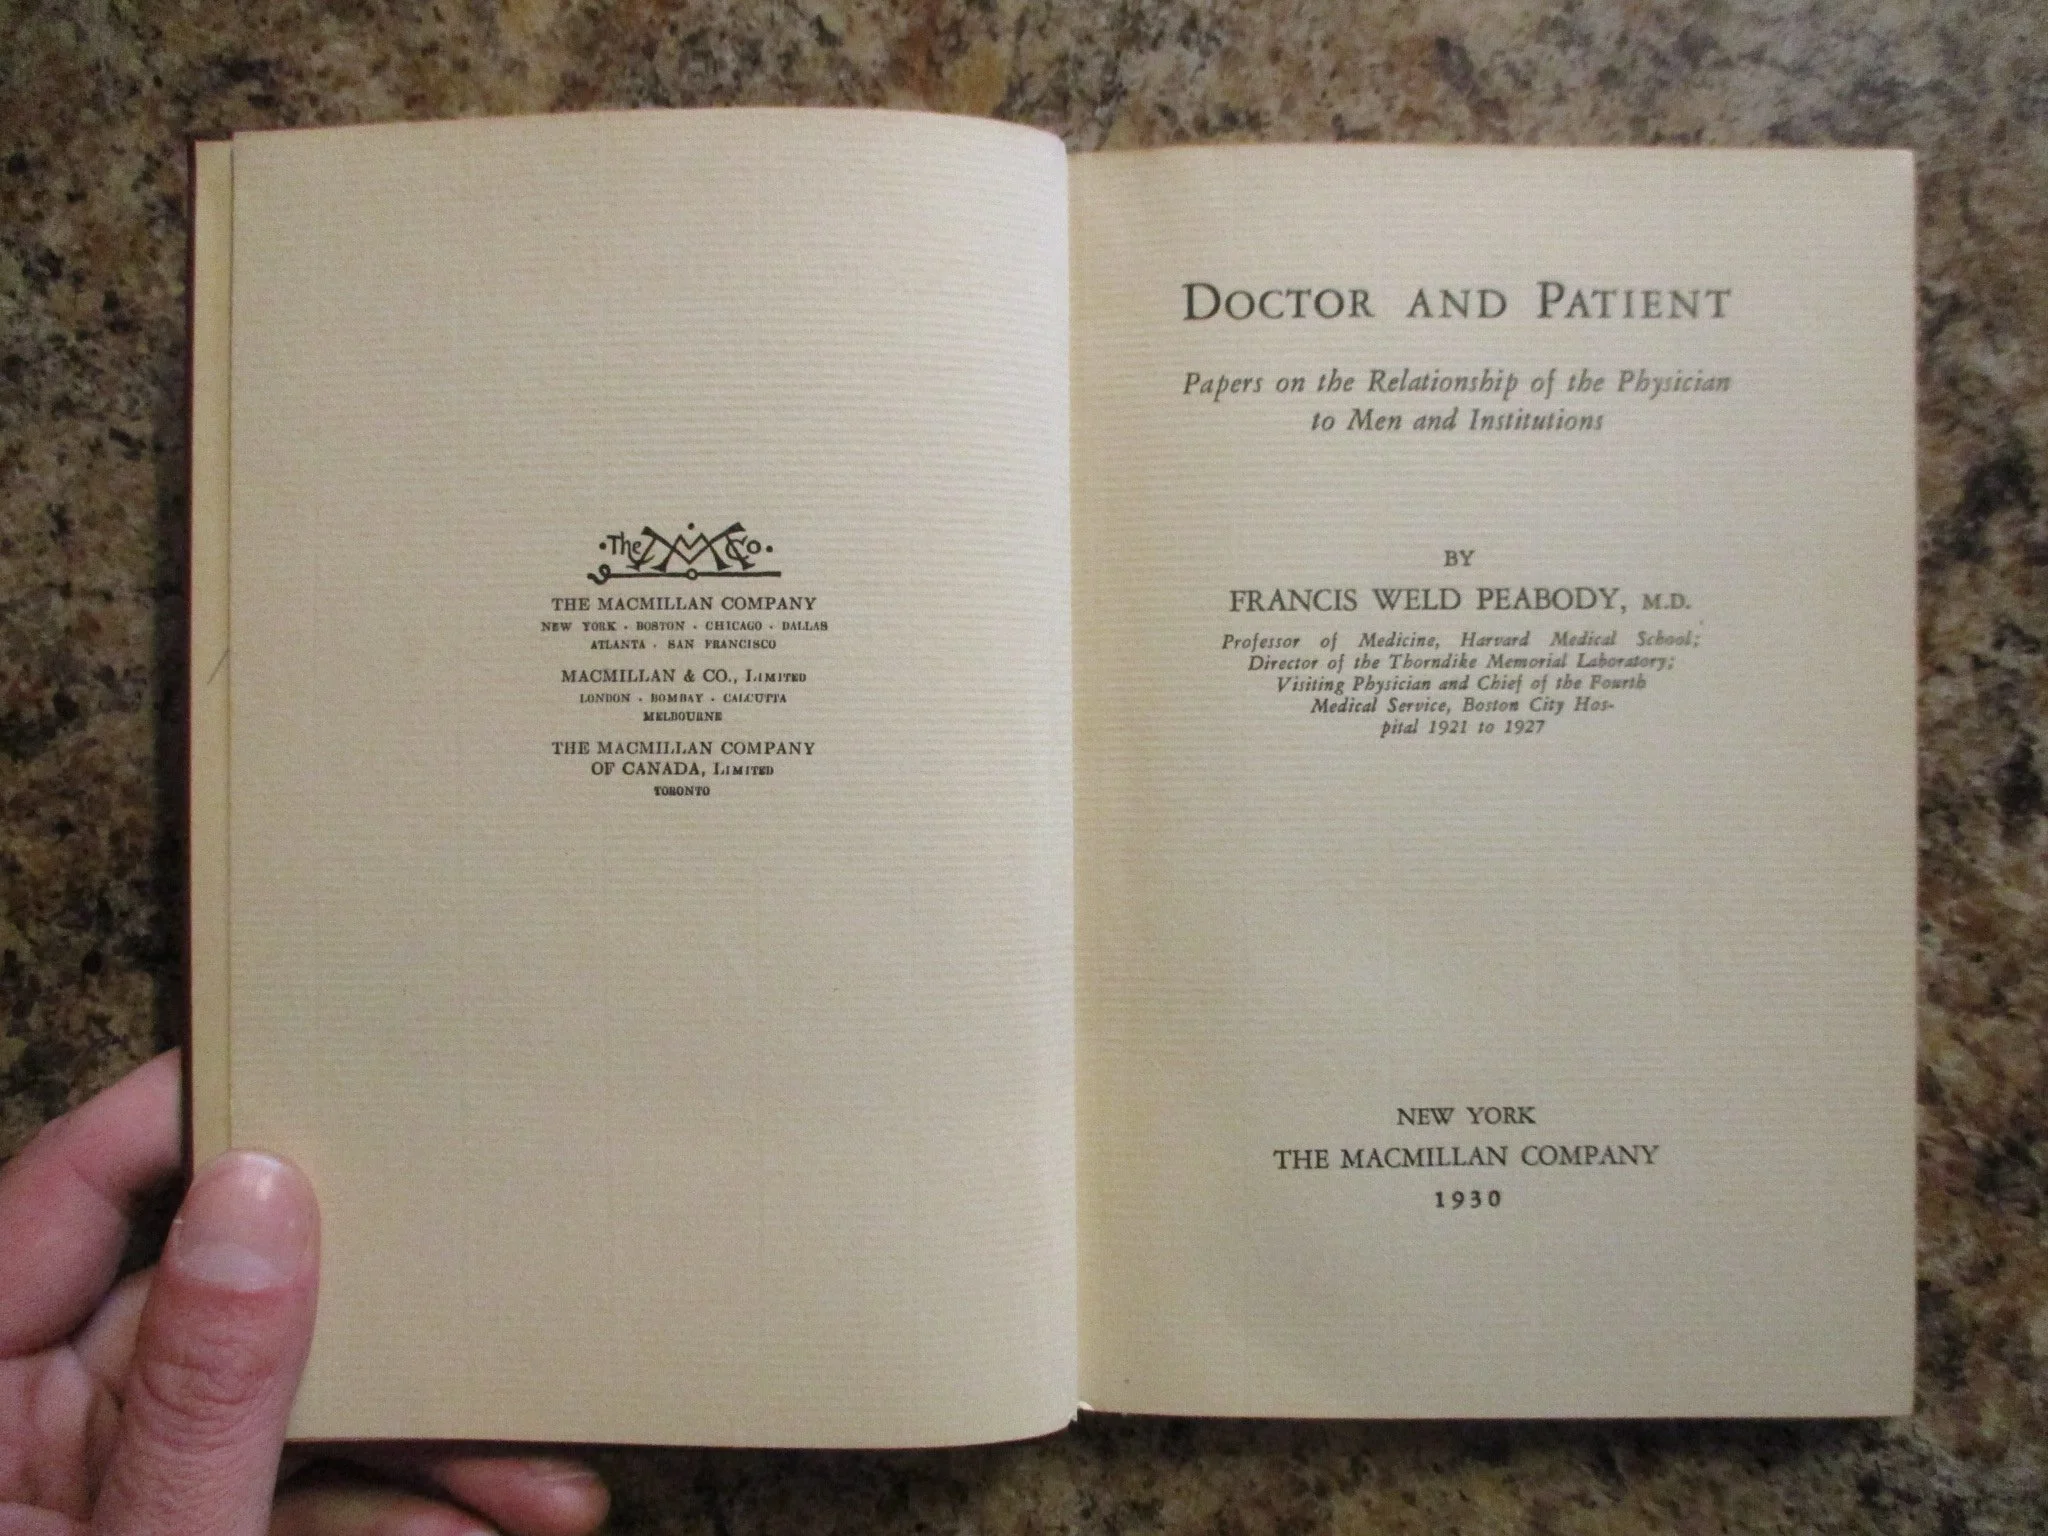 The M Co.
THE MACMILLAN COMPANY
NEW YORK · BOSTON · CHICAGO · DALLAS
ATLANTA · SAN FRANCISCO
MACMILLAN & CO., LIMITED
LONDON · BOMBAY · CALCUTTA
MELBOURNE
THE MACMILLAN COMPANY
OF CANADA, LIMITED
TORONTO
DOCTOR AND PATIENT
Papers on the Relationship of the Physician
to Men and Institutions
BY
FRANCIS WELD PEABODY, M.D.
Professor of Medicine, Harvard Medical School;
Director of the Thorndike Memorial Laboratory;
Visiting Physician and Chief of the Fourth
Medical Service, Boston City Hos-
pital 1921 to 1927
NEW YORK
THE MACMILLAN COMPANY
1930